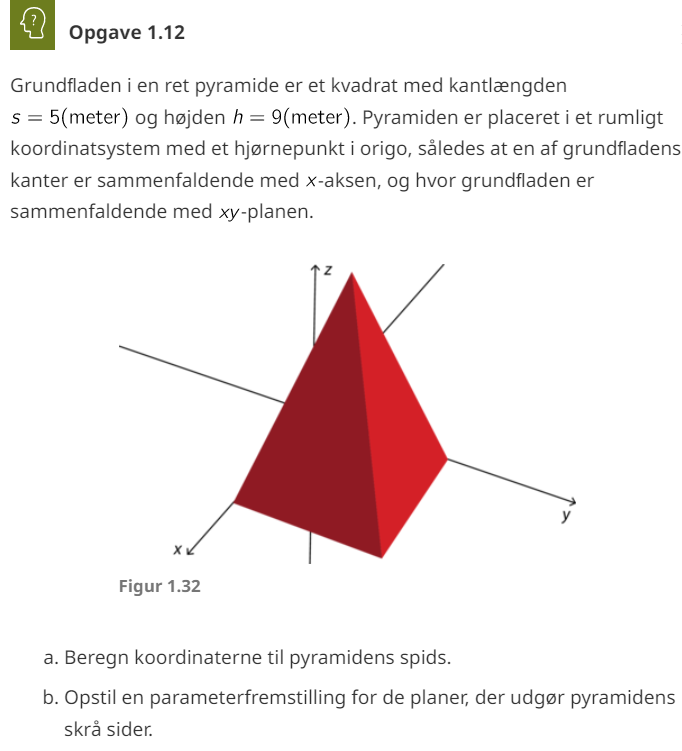 ?
Opgave 1.12
Grundfladen i en ret pyramide er et kvadrat med kantlængden
s = 5(meter) og højden h = 9(meter). Pyramiden er placeret i et rumligt
koordinatsystem med et hjørnepunkt i origo, således at en af grundfladens
kanter er sammenfaldende med x-aksen, og hvor grundfladen er
sammenfaldende med xy-planen.
z
y
x
Figur 1.32
a. Beregn koordinaterne til pyramidens spids.
b. Opstil en parameterfremstilling for de planer, der udgør pyramidens
skrå sider.